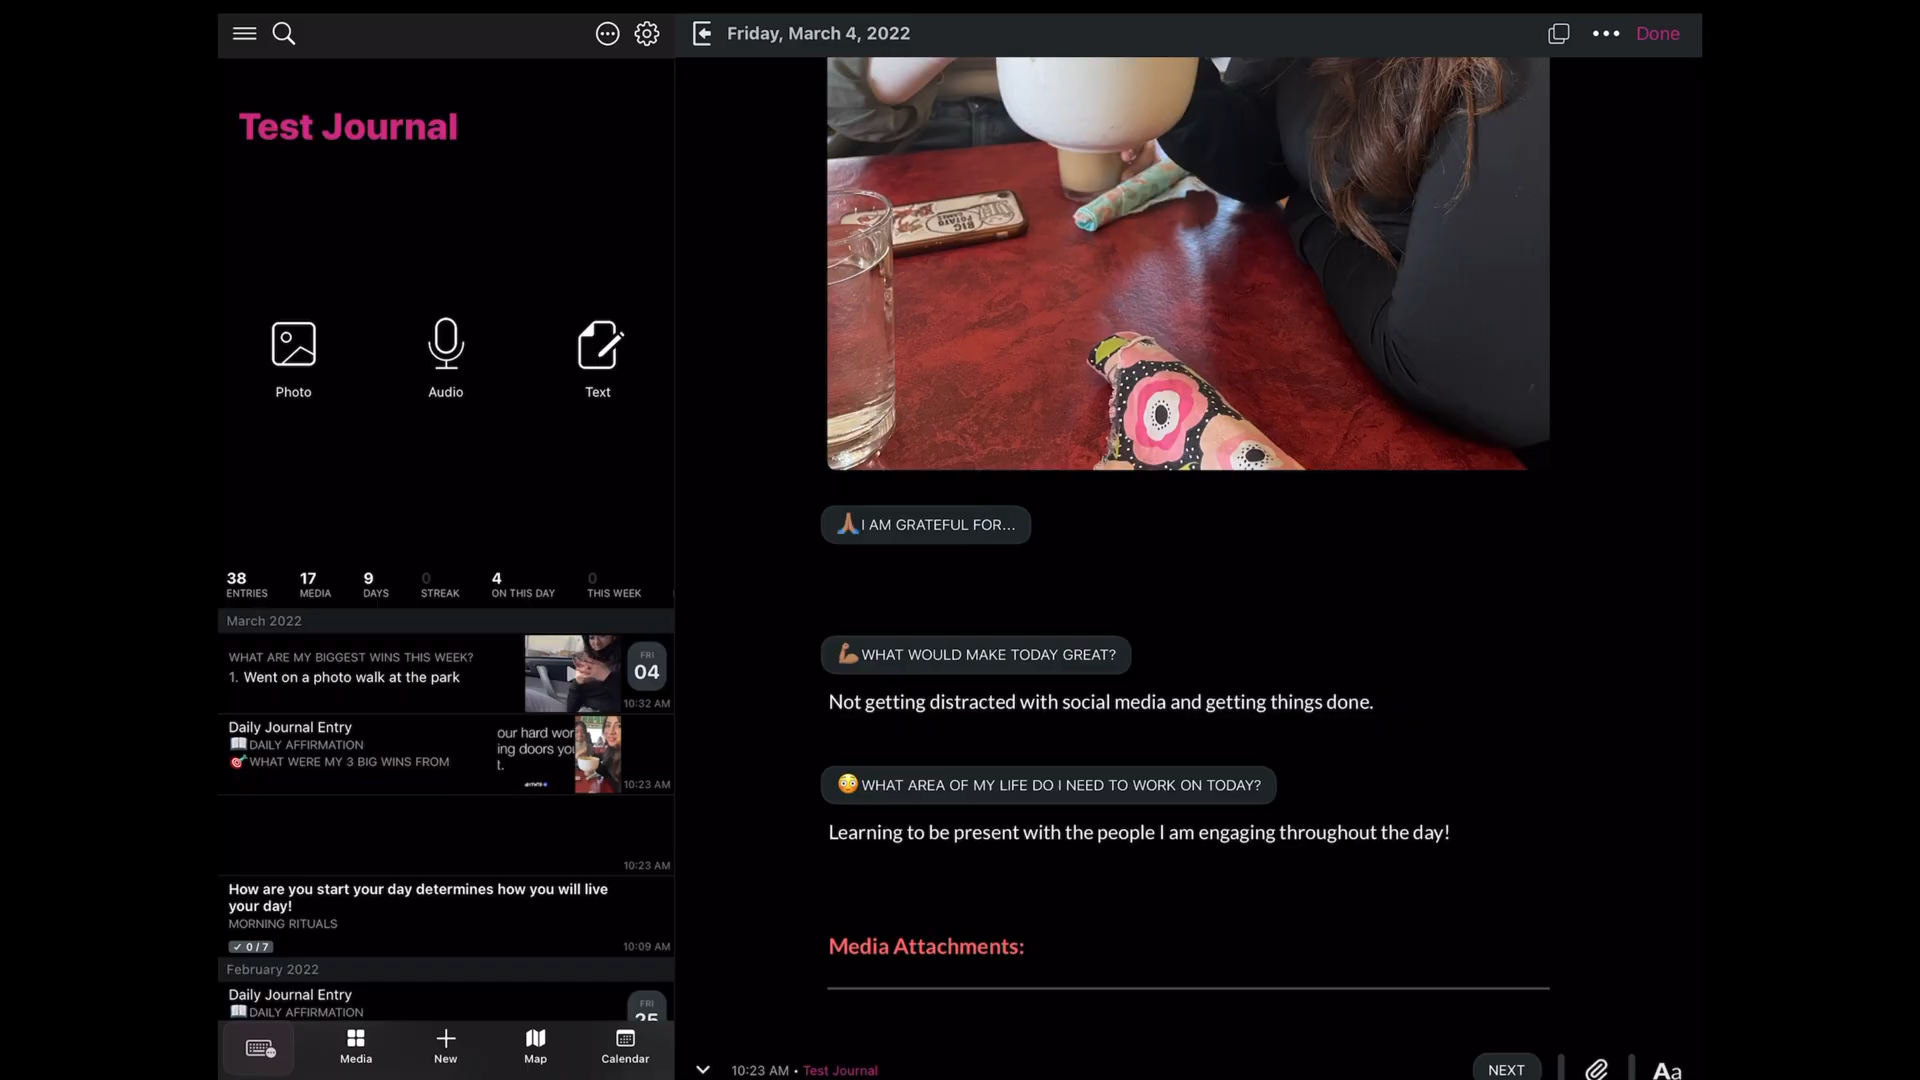 Friday, March 4, 2022
Done
Test Journal
Photo
Audio
Text
38
ENTRIES
17
MEDIA
9
DAYS
0
STREAK
4
ON THIS DAY
0
THIS WEEK
March 2022
WHAT ARE MY BIGGEST WINS THIS WEEK?
1. Went on a photo walk at the park
FRI
04
10:32 AM
Daily Journal Entry
DAILY AFFIRMATION
WHAT WERE MY 3 BIG WINS FROM
our hard wor
ing doors you
t.
10:23 AM
10:23 AM
How are you start your day determines how you will live
your day!
MORNING RITUALS
✓ 0 / 7
10:09 AM
February 2022
Daily Journal Entry
DAILY AFFIRMATION
FRI
25
Media
New
Map
Calendar
BIG
POTATO
GAMES
🙏I AM GRATEFUL FOR...
💪WHAT WOULD MAKE TODAY GREAT?
Not getting distracted with social media and getting things done.
😳WHAT AREA OF MY LIFE DO I NEED TO WORK ON TODAY?
Learning to be present with the people I am engaging throughout the day!
Media Attachments:
10:23 AM • Test Journal
NEXT
Aa